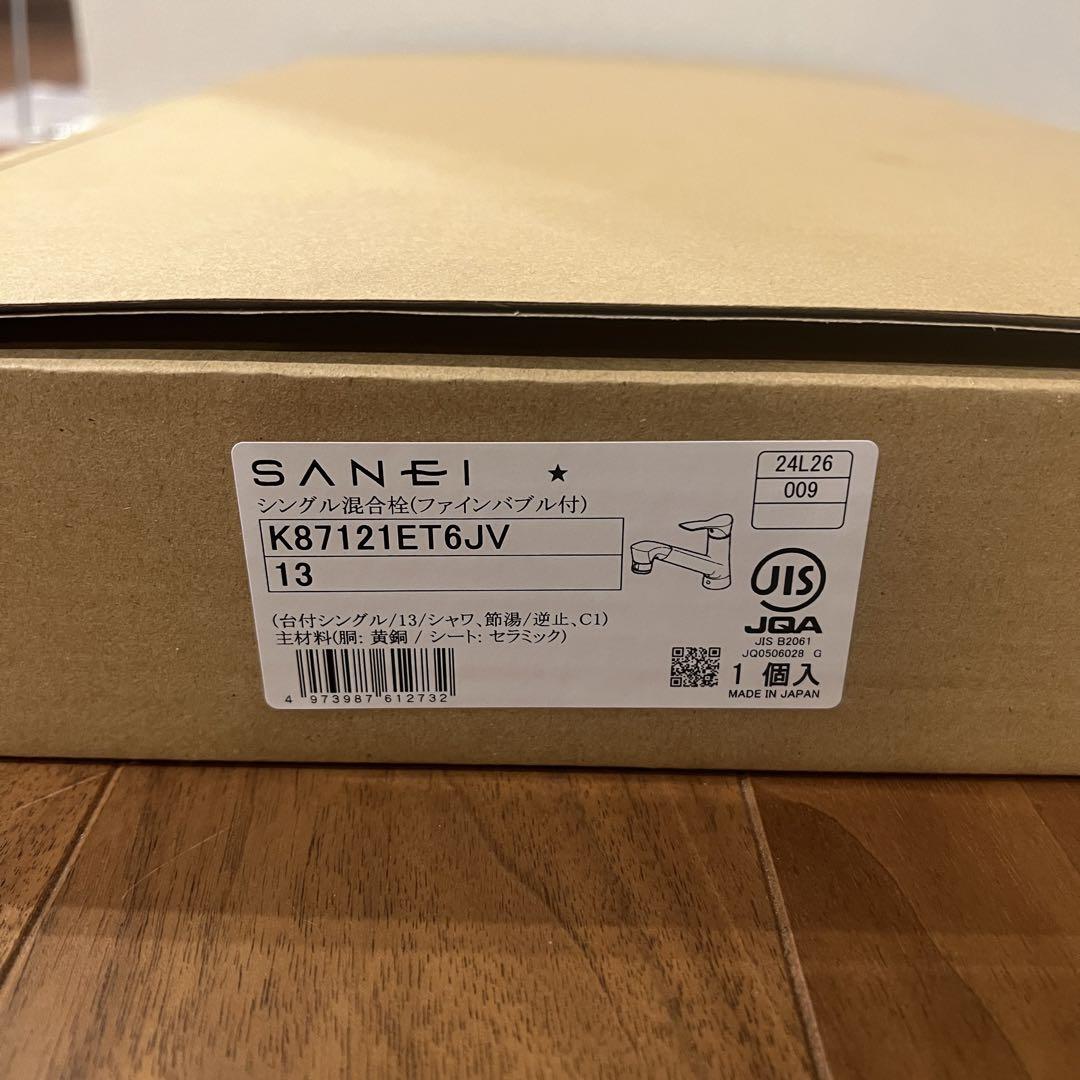 SANEI ★
シングル混合栓(ファインバブル付)
K87121ET6JV
13
(台付シングル/13/シャワ、節湯/逆止、C1)
主材料(胴: 黄銅 / シート: セラミック)
4 973987 612732
24L26
009
JIS
JQA
JIS B2061
JQ0506028 G
1 個入
MADE IN JAPAN